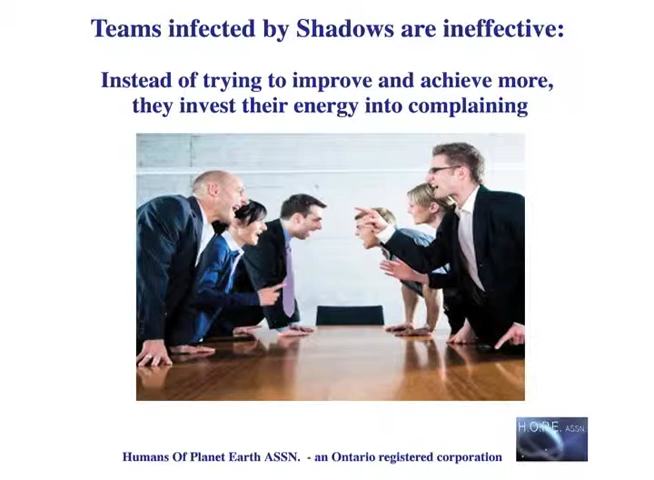 Teams infected by Shadows are ineffective:
Instead of trying to improve and achieve more,
they invest their energy into complaining
H.O.P.E. ASSN.
Humans Of Planet Earth ASSN. - an Ontario registered corporation